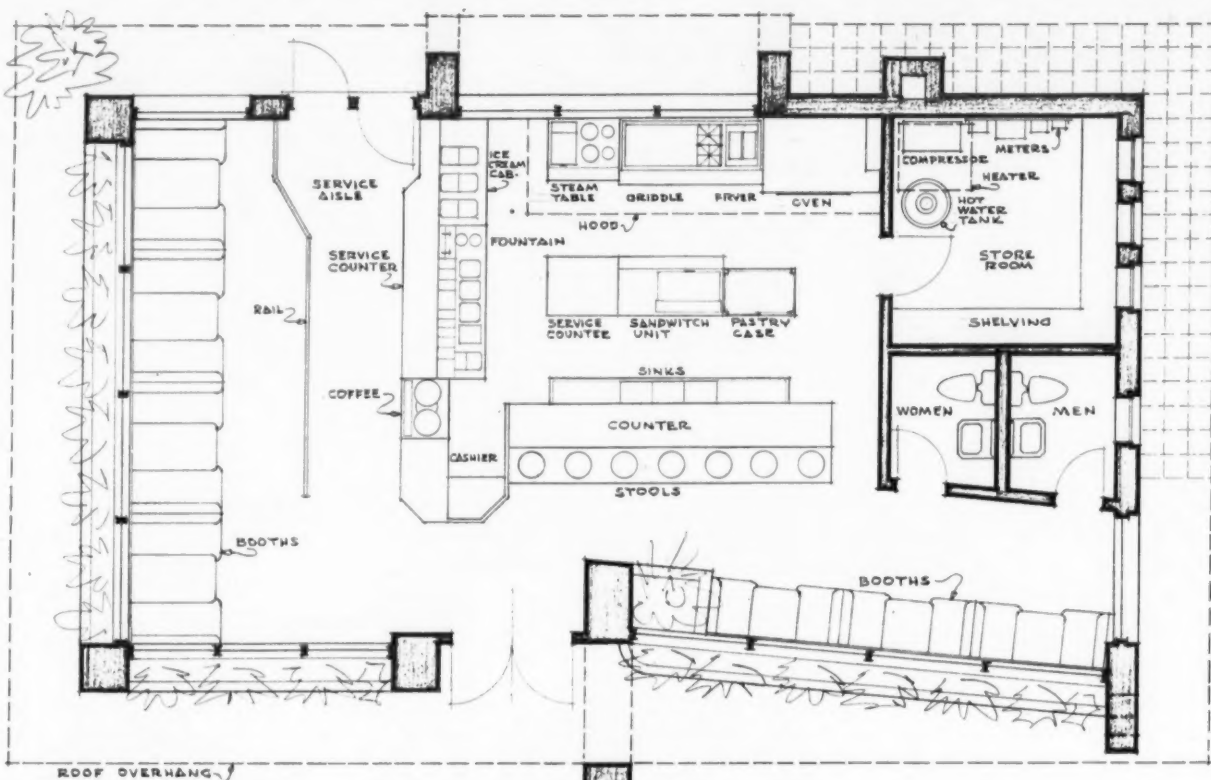 ICE
CREAM
CAB.
COMPRESSOR
METERS
HEATER
HOT
WATER
TANK
SERVICE
AISLE
STEAM
TABLE
GRIDDLE
FRYER
OVEN
HOOD
FOUNTAIN
SERVICE
COUNTER
STORE
ROOM
RAIL
SERVICE
COUNTER
SANDWITCH
UNIT
PASTRY
CASE
SHELVING
SINKS
COFFEE
WOMEN
MEN
COUNTER
CASHIER
STOOLS
BOOTHS
BOOTHS
ROOF OVERHANG